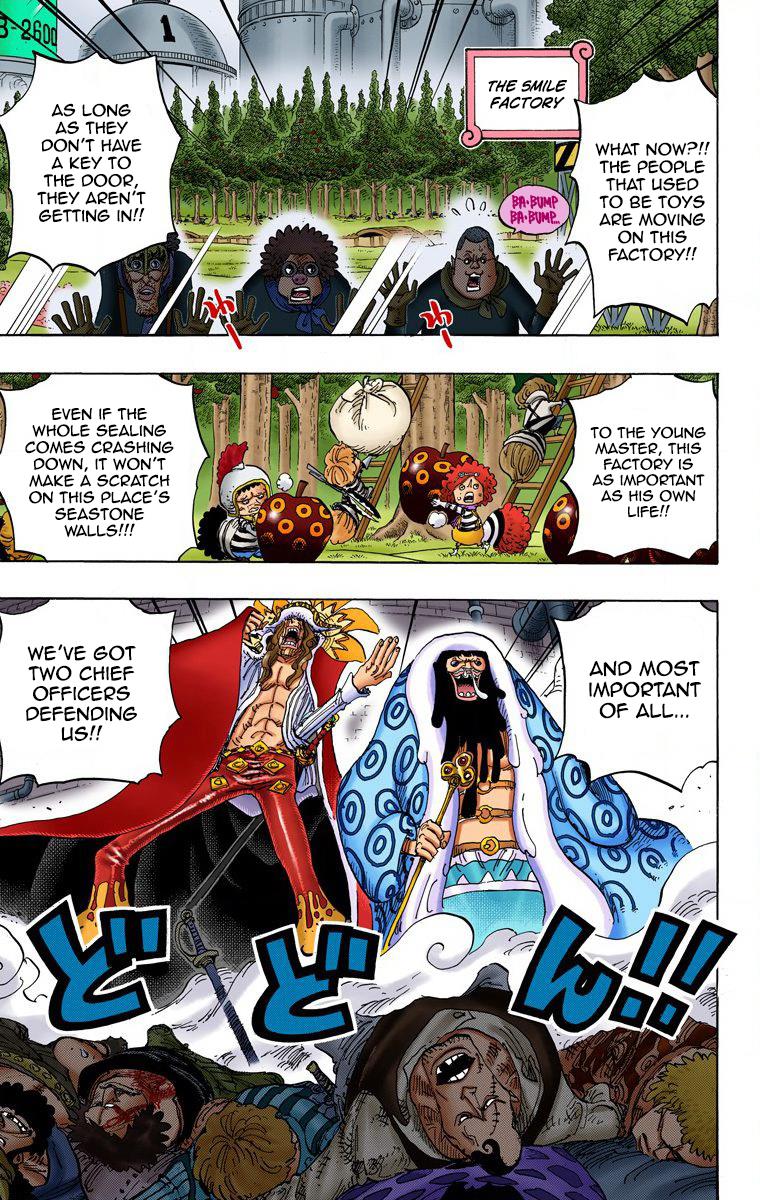 THE SMILE
FACTORY
WHAT NOW?!!
THE PEOPLE
THAT USED
TO BE TOYS
ARE MOVING
ON THIS
FACTORY!!
BA•BUMP
BA•BUMP...
AS LONG
AS THEY
DON'T HAVE
A KEY TO
THE DOOR,
THEY AREN'T
GETTING IN!!
1
B-2600
TO THE YOUNG
MASTER, THIS
FACTORY IS
AS IMPORTANT
AS HIS OWN
LIFE!!
EVEN IF THE
WHOLE SEALING
COMES CRASHING
DOWN, IT WON'T
MAKE A SCRATCH
ON THIS PLACE'S
SEASTONE
WALLS!!!
AND MOST
IMPORTANT
OF ALL...
WE'VE GOT
TWO CHIEF
OFFICERS
DEFENDING
US!!
どどん!!